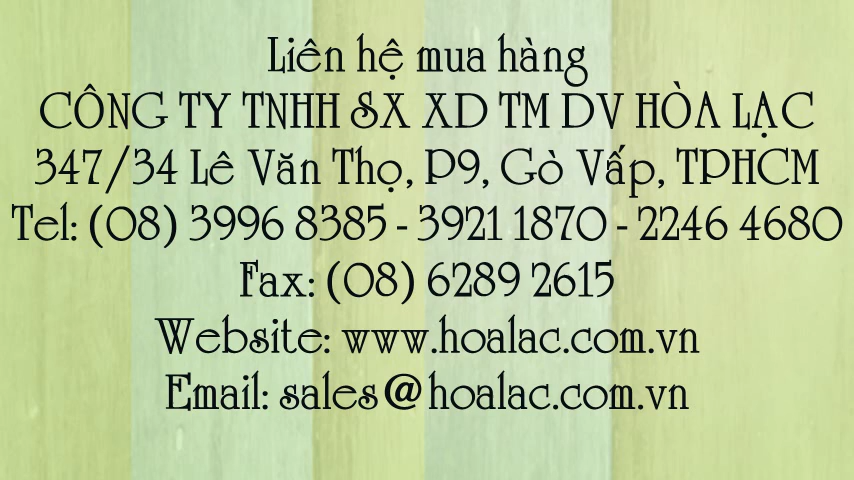 Liên hệ mua hàng
CÔNG TY TNHH SX XD TM DV HÒA LẠC
347/34 Lê Văn Thọ, P9, Gò Vấp, TPHCM
Tel: (08) 3996 8385 - 3921 1870 - 2246 4680
Fax: (08) 6289 2615
Website: www.hoalac.com.vn
Email: sales@hoalac.com.vn